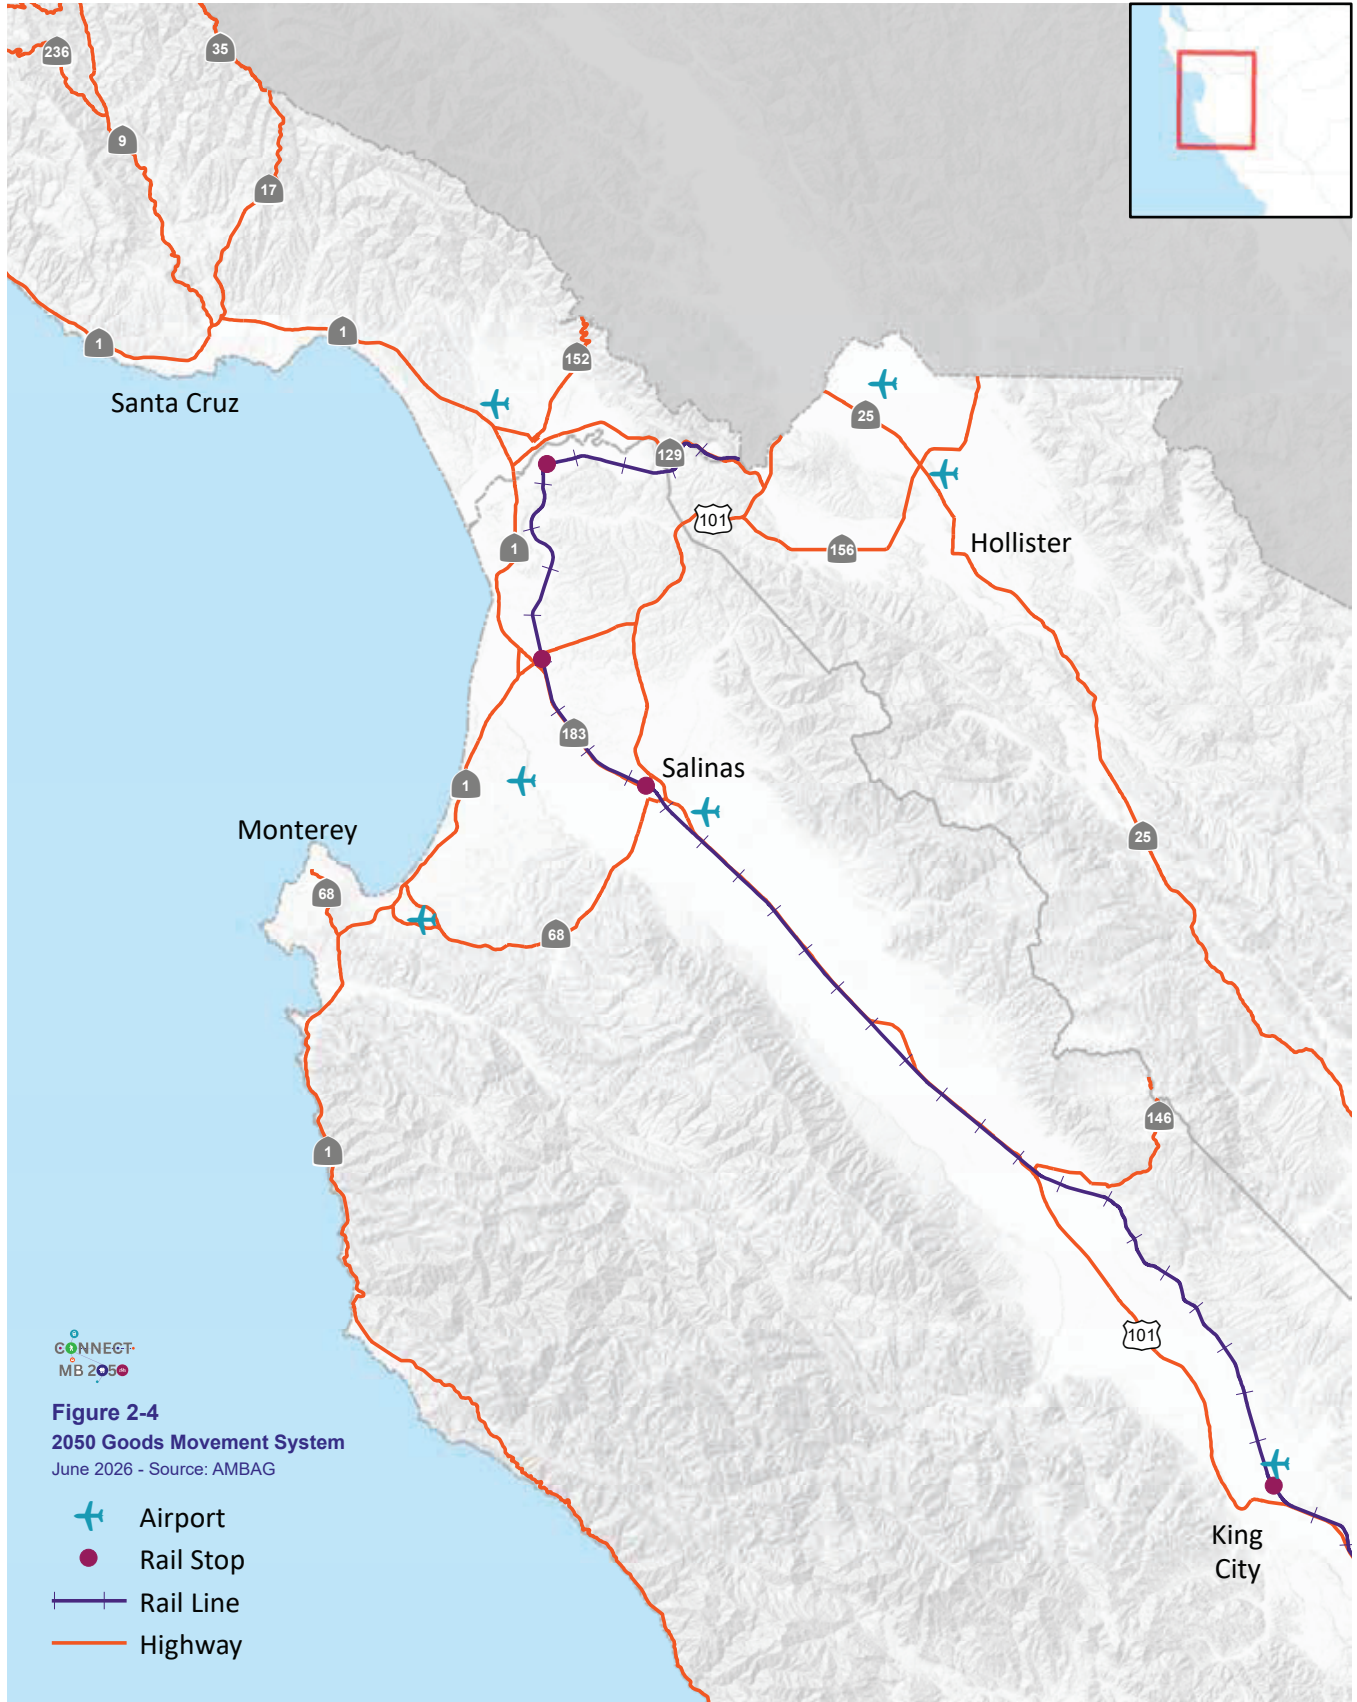 236
35
9
17
1
1
152
Santa Cruz
25
129
101
1
156
Hollister
183
Salinas
1
Monterey
25
68
68
146
1
101
CONNECT
MB 2050
Figure 2-4
2050 Goods Movement System
June 2026 - Source: AMBAG
Airport
Rail Stop
Rail Line
Highway
King
City